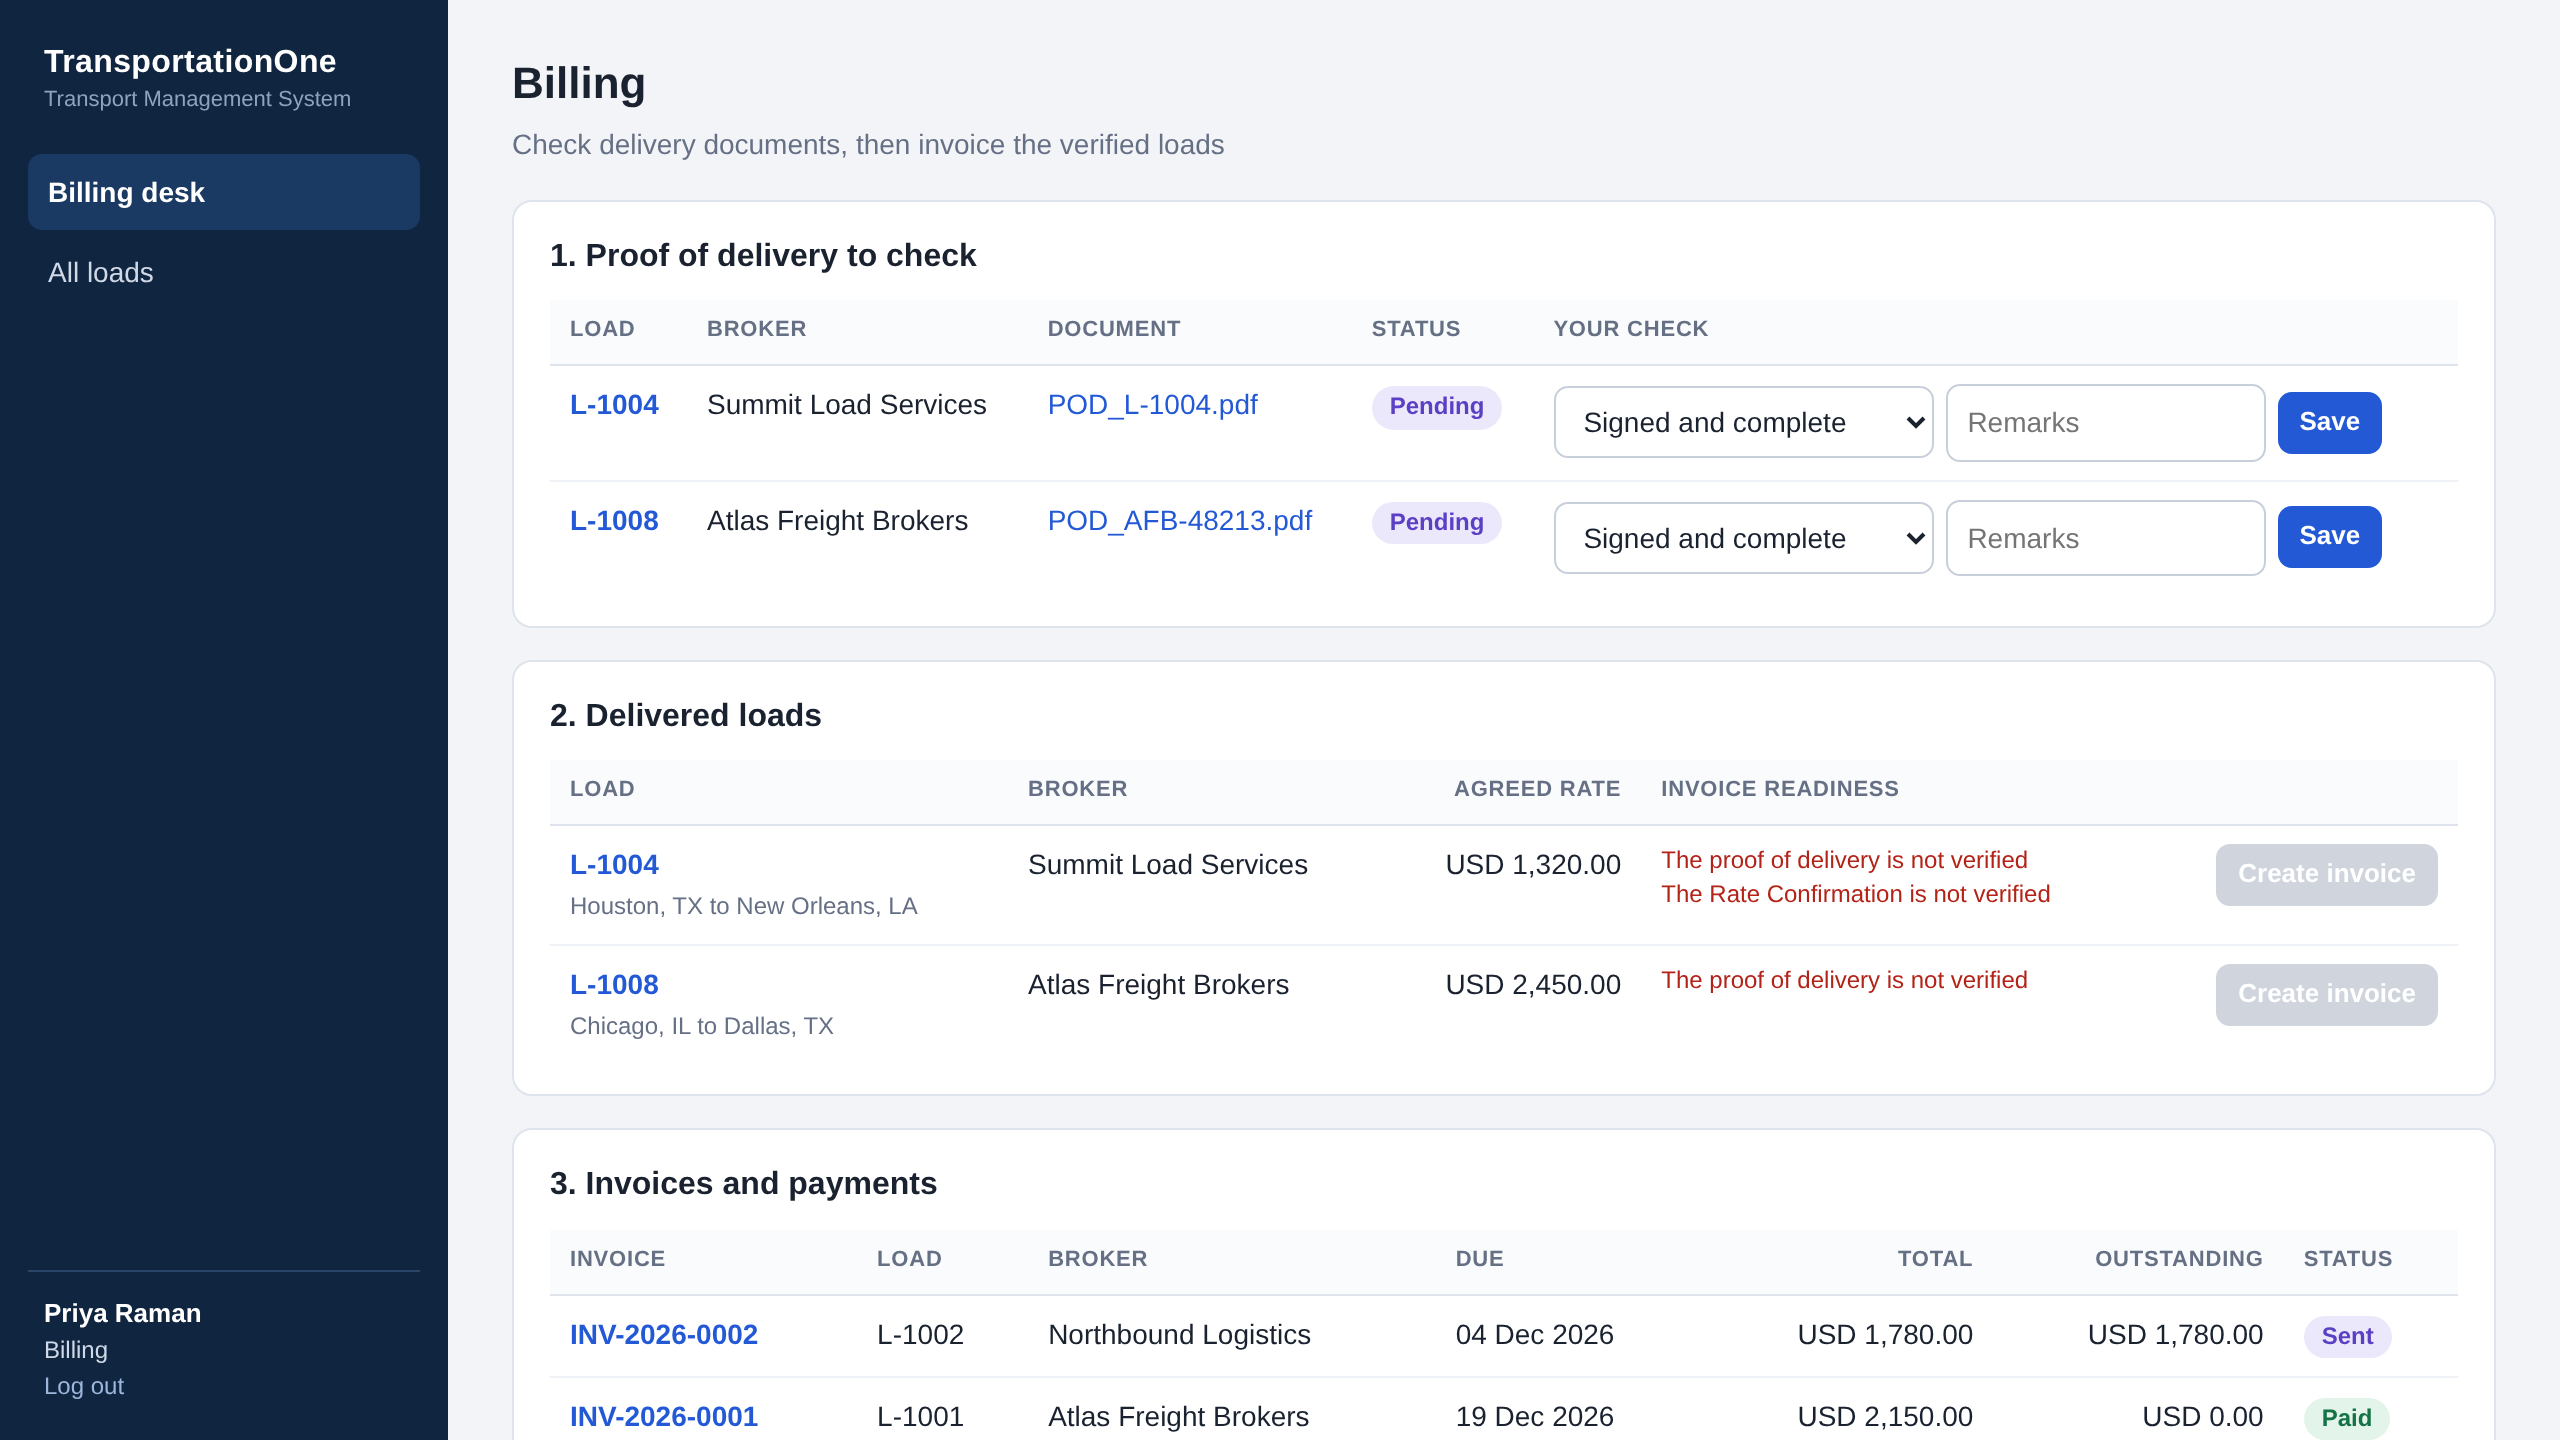 TransportationOne
Transport Management System
Billing desk
All loads
Priya Raman
Billing
Log out
Billing
Check delivery documents, then invoice the verified loads
1. Proof of delivery to check
LOAD BROKER DOCUMENT STATUS YOUR CHECK
L-1004 Summit Load Services POD_L-1004.pdf Pending Signed and complete Remarks Save
L-1008 Atlas Freight Brokers POD_AFB-48213.pdf Pending Signed and complete Remarks Save
2. Delivered loads
LOAD BROKER AGREED RATE INVOICE READINESS
L-1004 Summit Load Services USD 1,320.00 The proof of delivery is not verified Create invoice
Houston, TX to New Orleans, LA The Rate Confirmation is not verified
L-1008 Atlas Freight Brokers USD 2,450.00 The proof of delivery is not verified Create invoice
Chicago, IL to Dallas, TX
3. Invoices and payments
INVOICE LOAD BROKER DUE TOTAL OUTSTANDING STATUS
INV-2026-0002 L-1002 Northbound Logistics 04 Dec 2026 USD 1,780.00 USD 1,780.00 Sent
INV-2026-0001 L-1001 Atlas Freight Brokers 19 Dec 2026 USD 2,150.00 USD 0.00 Paid